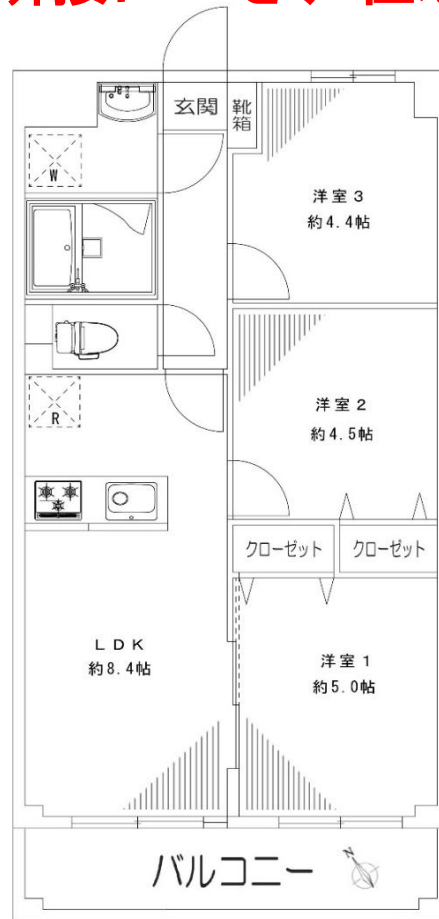 玄関
靴箱
W
洋室3
約4.4帖
R
洋室2
約4.5帖
クローゼット
クローゼット
LDK
約8.4帖
洋室1
約5.0帖
バルコニー
N